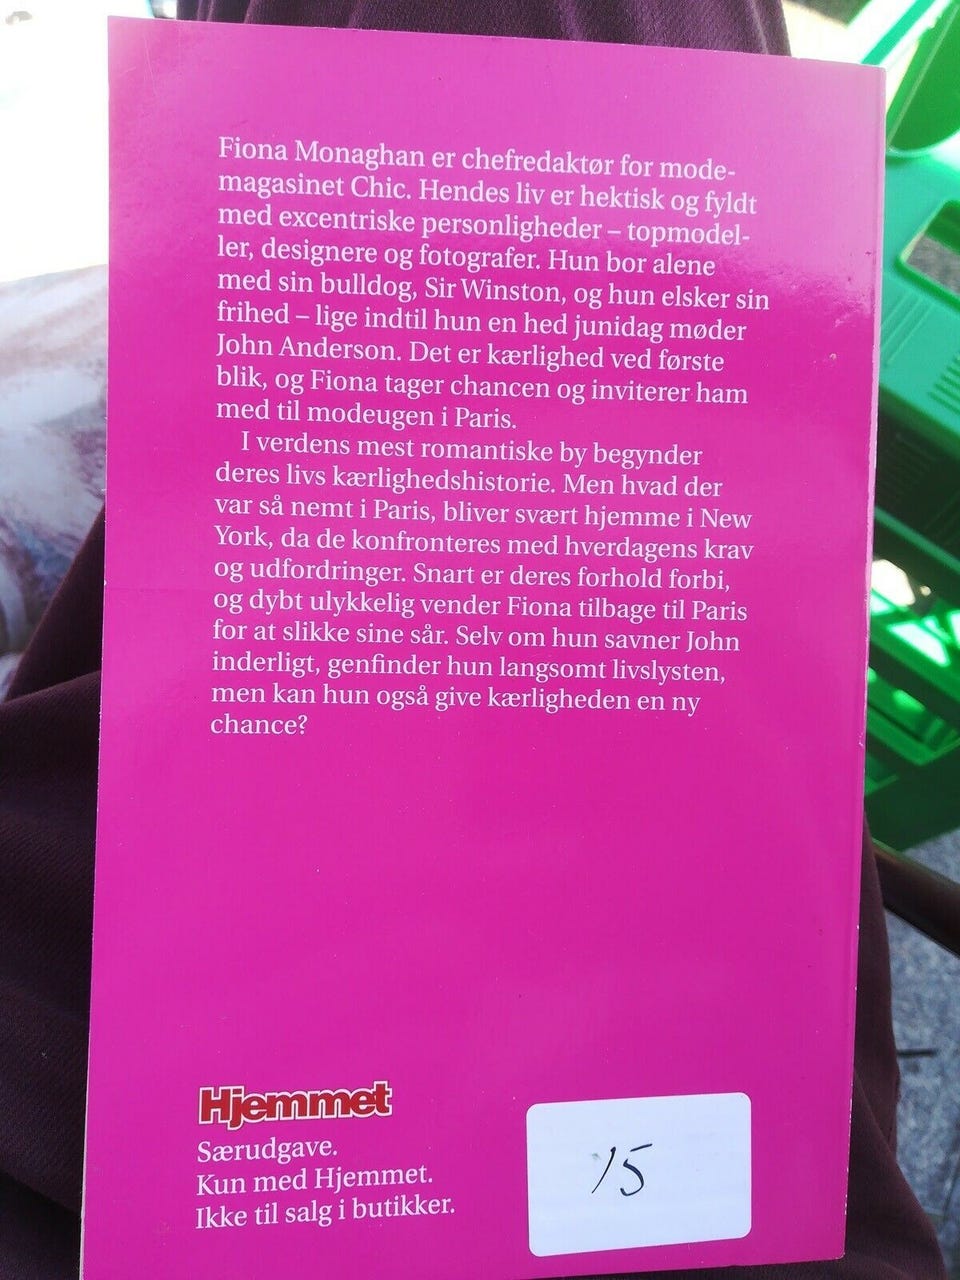 Fiona Monaghan er chefredaktør for mode-
magasinet Chic. Hendes liv er hektisk og fyldt
med excentriske personligheder – topmodel-
ler, designere og fotografer. Hun bor alene
med sin bulldog, Sir Winston, og hun elsker sin
frihed – lige indtil hun en hed junidag møder
John Anderson. Det er kærlighed ved første
blik, og Fiona tager chancen og inviterer ham
med til modeugen i Paris.
I verdens mest romantiske by begynder
deres livs kærlighedshistorie. Men hvad der
var så nemt i Paris, bliver svært hjemme i New
York, da de konfronteres med hverdagens krav
og udfordringer. Snart er deres forhold forbi,
og dybt ulykkelig vender Fiona tilbage til Paris
for at slikke sine sår. Selv om hun savner John
inderligt, genfinder hun langsomt livslysten,
men kan hun også give kærligheden en ny
chance?
Hjemmet
Særudgave.
Kun med Hjemmet.
Ikke til salg i butikker.
15